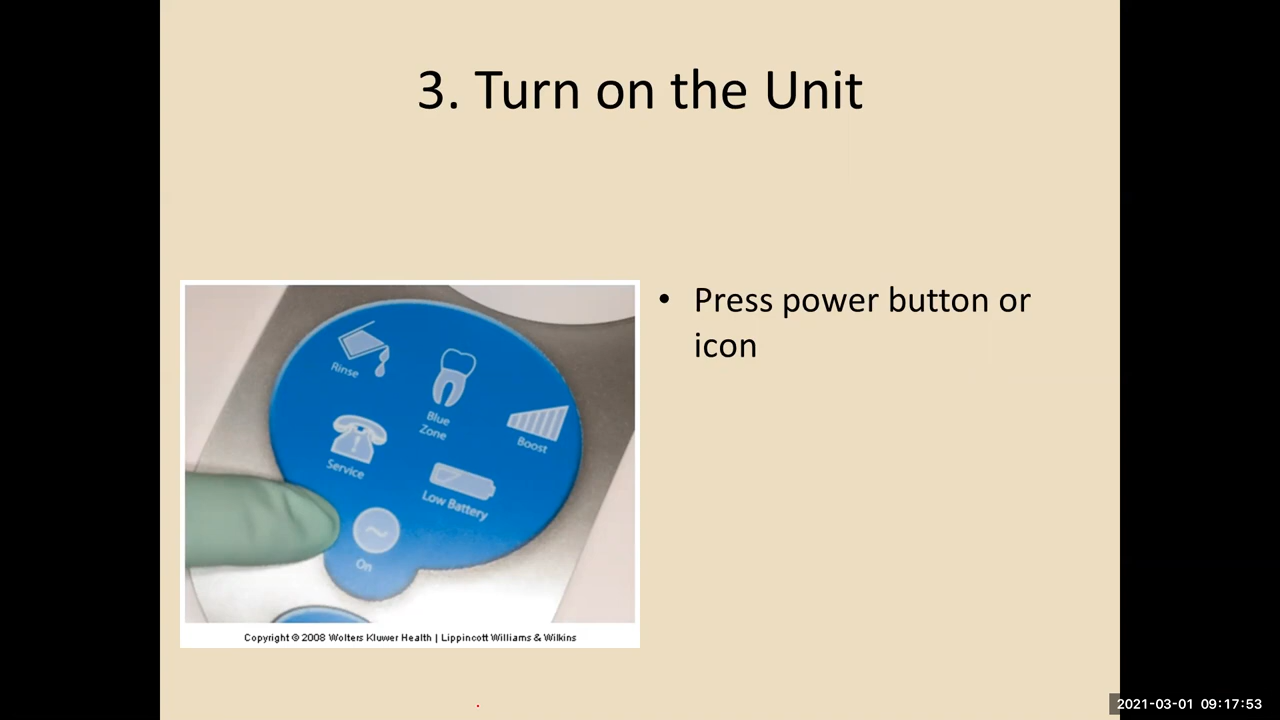 3. Turn on the Unit
• Press power button or
icon
Rinse
Blue
Zone
Boost
Service
Low Battery
On
Copyright © 2008 Wolters Kluwer Health | Lippincott Williams & Wilkins
2021-03-01 09:17:53